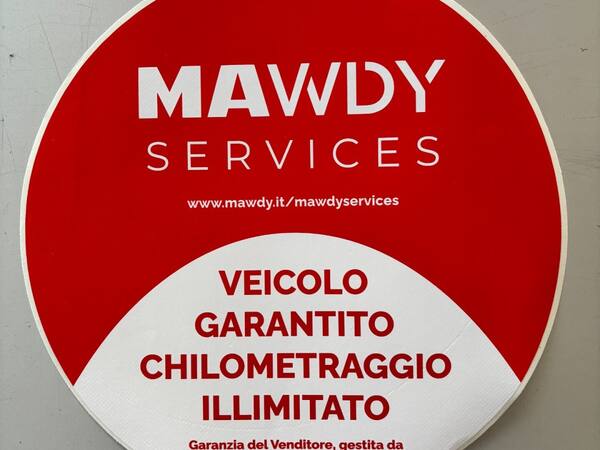 MAWDY
SERVICES
www.mawdy.it/mawdyservices
VEICOLO
GARANTITO
CHILOMETRAGGIO
ILLIMITATO
Garanzia del Venditore, gestita da